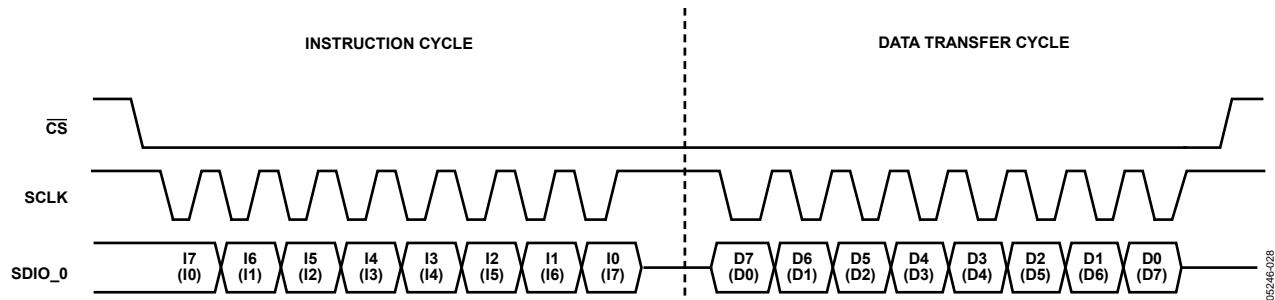 INSTRUCTION CYCLE
DATA TRANSFER CYCLE
CS
SCLK
SDIO_0
I7 I6 I5 I4 I3 I2 I1 I0 D7 D6 D5 D4 D3 D2 D1 D0
(I0) (I1) (I2) (I3) (I4) (I5) (I6) (I7) (D0) (D1) (D2) (D3) (D4) (D5) (D6) (D7)
05246-028